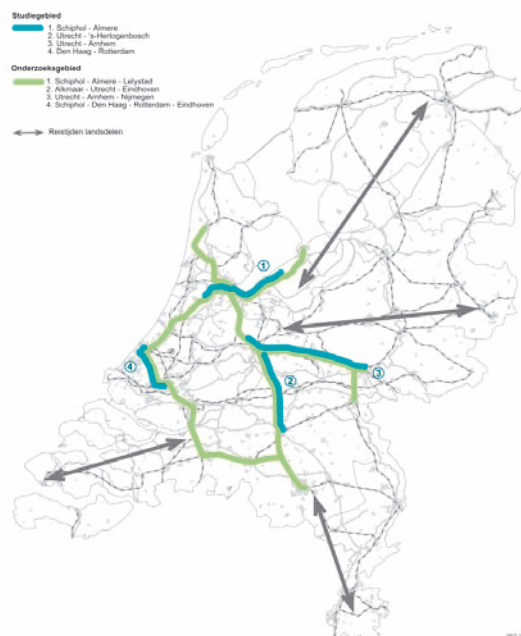 Studiegebied
1. Schiphol - Almere
2. Utrecht - 's-Hertogenbosch
3. Utrecht - Arnhem
4. Den Haag - Rotterdam
Onderzoeksgebied
1. Schiphol - Almere - Lelystad
2. Alkmaar - Utrecht - Eindhoven
3. Utrecht - Arnhem - Nijmegen
4. Schiphol - Den Haag - Rotterdam - Eindhoven
Reistijden landsdelen
1
4
2
3